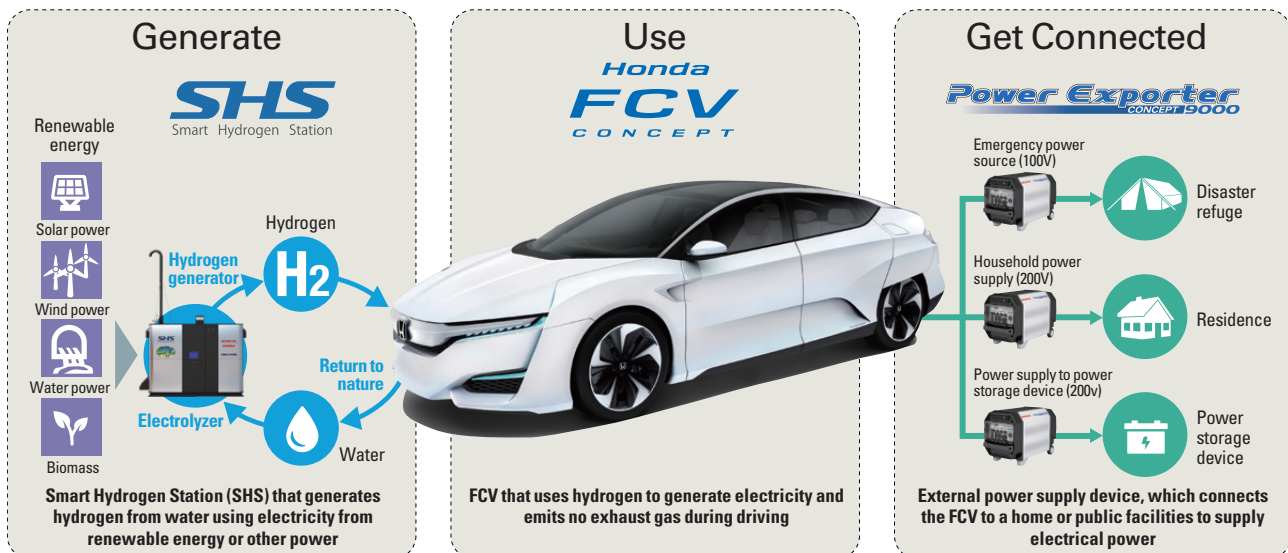 Generate
SHS
Smart Hydrogen Station
Renewable
energy
Solar power
Wind power
Water power
Biomass
Hydrogen
generator
Hydrogen
H2
SHS
Electrolyzer
Return to
nature
Water
Smart Hydrogen Station (SHS) that generates
hydrogen from water using electricity from
renewable energy or other power
Use
Honda
FCV
CONCEPT
FCV that uses hydrogen to generate electricity and
emits no exhaust gas during driving
Get Connected
Power Exporter
CONCEPT 9000
Emergency power
source (100V)
Disaster
refuge
Household power
supply (200V)
Residence
Power supply to power
storage device (200v)
Power
storage
device
External power supply device, which connects
the FCV to a home or public facilities to supply
electrical power